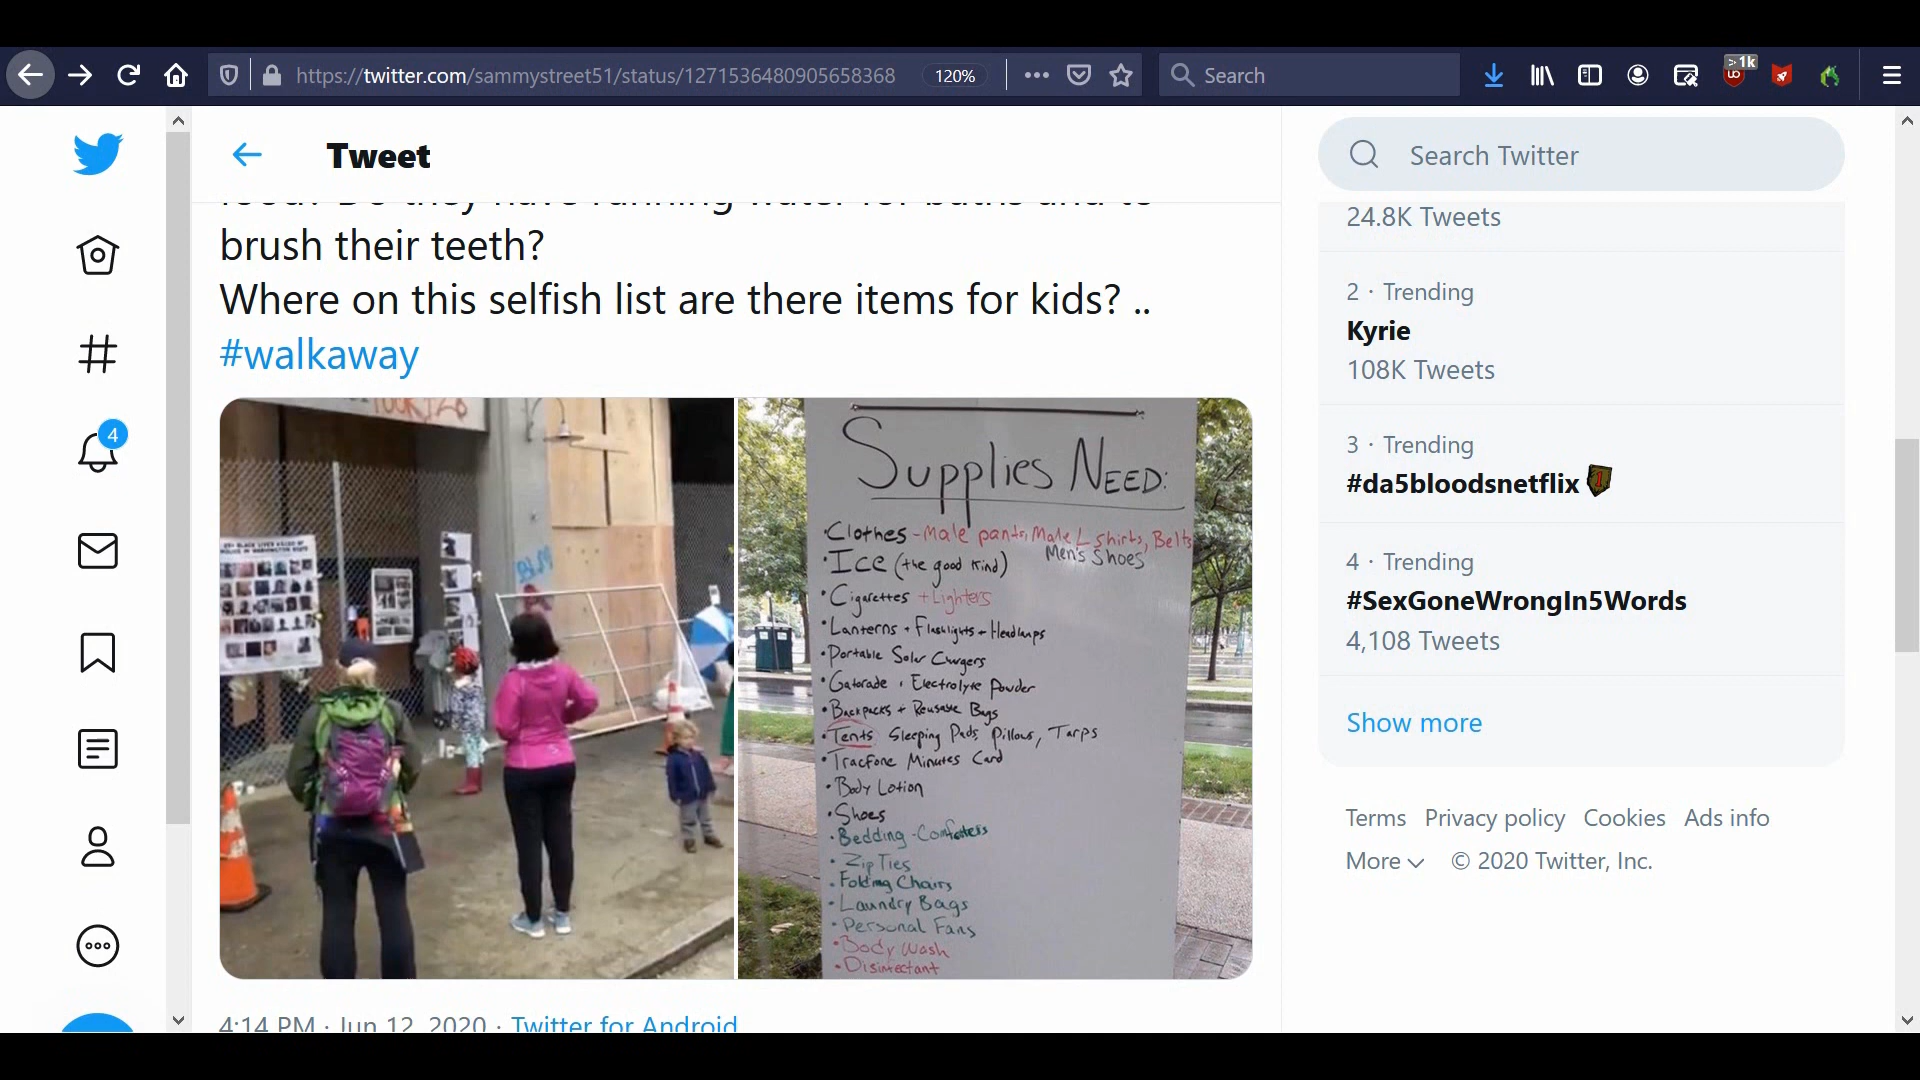 https://twitter.com/sammystreet51/status/1271536480905658368
120%
Search
>1k
Tweet
brush their teeth?
Where on this selfish list are there items for kids? ..
#walkaway
4
BLM
Supplies Need:
·Clothes - Male pants, Male L shirts, Belts
Men's Shoes
·Ice (the good kind)
·Cigarettes + Lighters
·Lanterns + Flashlights + Headlamps
·Portable Solar Chargers
·Gatorade + Electrolyte Powder
·Backpacks + Reusable Bags
·Tents Sleeping Pads, Pillows, Tarps
·Tracfone Minutes Card
·Body Lotion
·Shoes
·Bedding - Comforters
·Zip Ties
·Folding Chairs
·Laundry Bags
·Personal Fans
·Body Wash
·Disinfectant
4:14 PM · Jun 12, 2020 · Twitter for Android
Search Twitter
24.8K Tweets
2 · Trending
Kyrie
108K Tweets
3 · Trending
#da5bloodsnetflix
4 · Trending
#SexGoneWrongIn5Words
4,108 Tweets
Show more
Terms Privacy policy Cookies Ads info
More © 2020 Twitter, Inc.